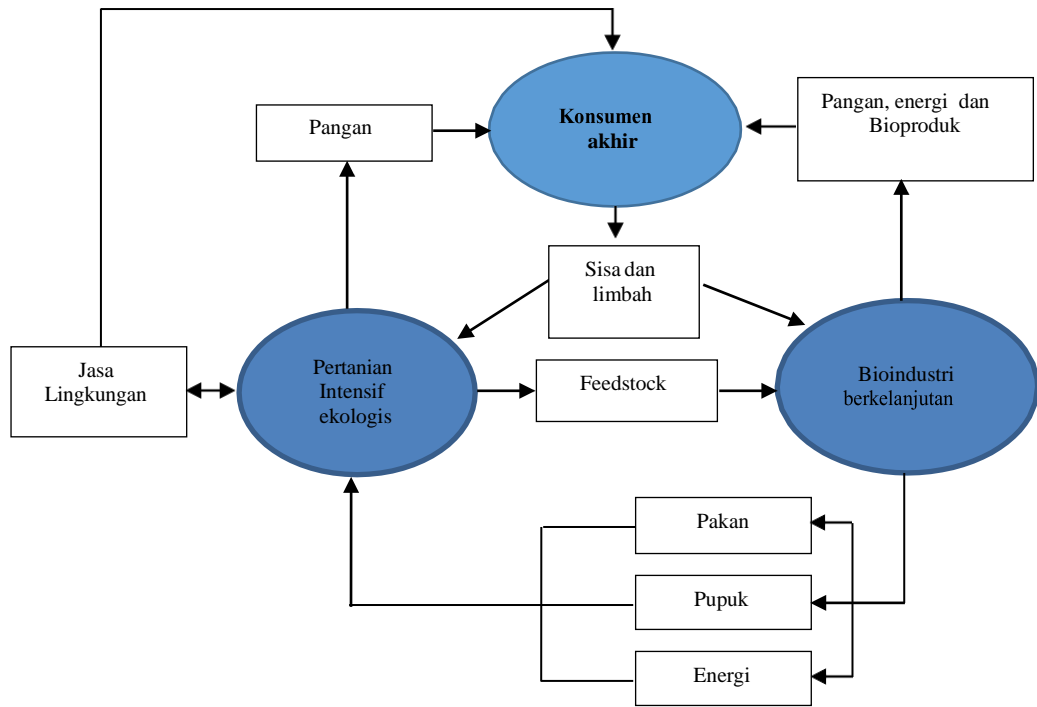 Konsumen
akhir
Pangan
Pangan, energi dan
Bioproduk
Sisa dan
limbah
Jasa
Lingkungan
Pertanian
Intensif
ekologis
Feedstock
Bioindustri
berkelanjutan
Pakan
Pupuk
Energi